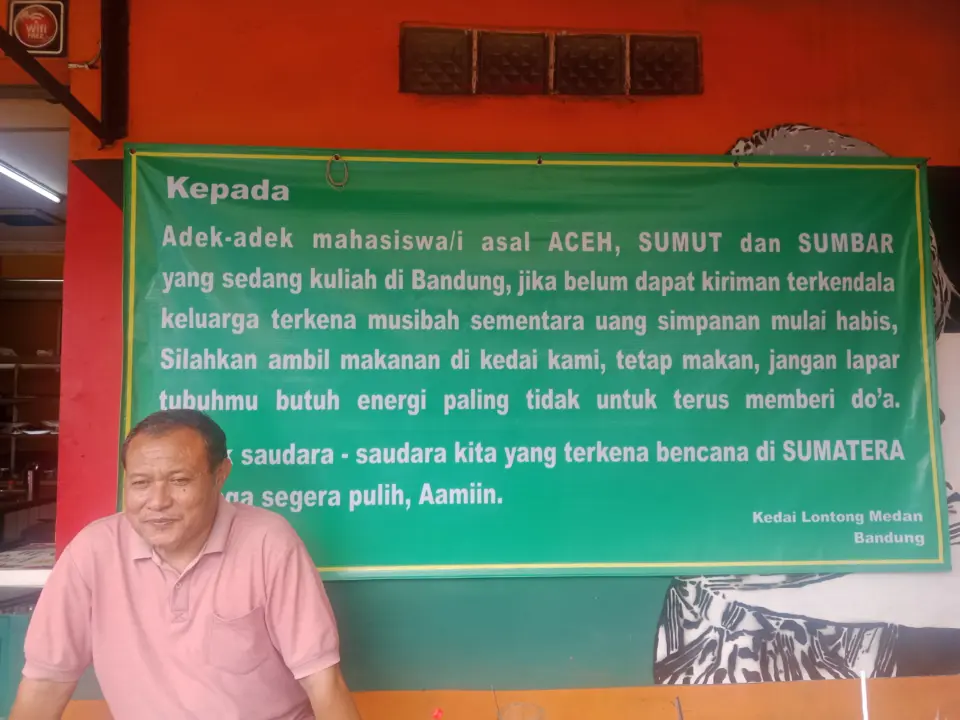 WiFi
FREE
Kepada
Adek-adek mahasiswa/i asal ACEH, SUMUT dan SUMBAR
yang sedang kuliah di Bandung, jika belum dapat kiriman terkendala
keluarga terkena musibah sementara uang simpanan mulai habis,
Silahkan ambil makanan di kedai kami, tetap makan, jangan lapar
tubuhmu butuh energi paling tidak untuk terus memberi do'a.
saudara - saudara kita yang terkena bencana di SUMATERA
segera pulih, Aamiin.
Kedai Lontong Medan
Bandung